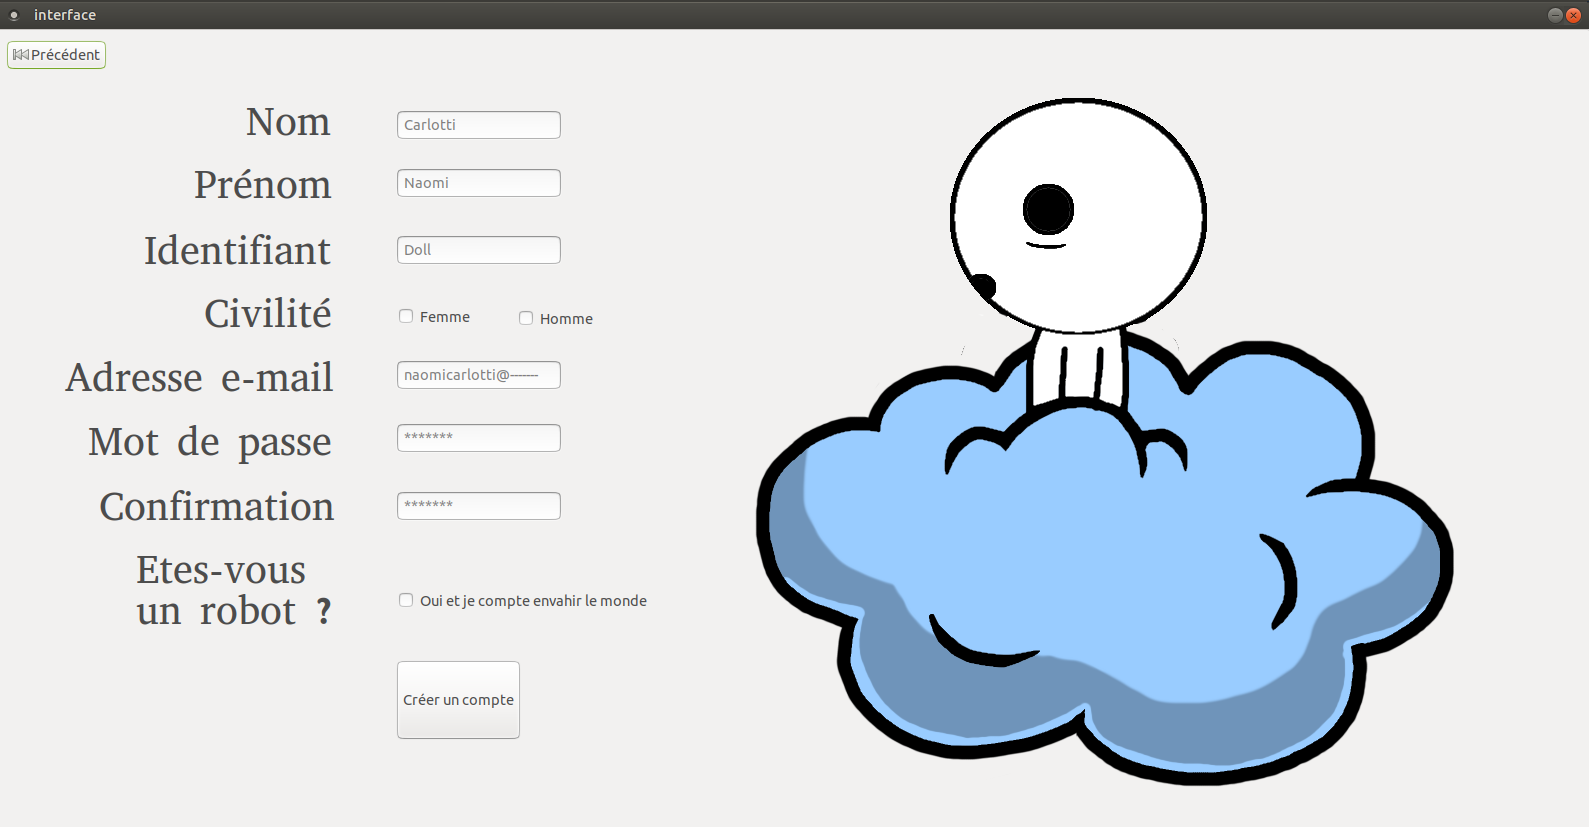 interface
Précédent
Nom Carlotti
Prénom Naomi
Identifiant Doll
Civilité Femme Homme
Adresse e-mail naomicarlotti@-------
Mot de passe *******
Confirmation *******
Etes-vous
un robot ? Oui et je compte envahir le monde
Créer un compte